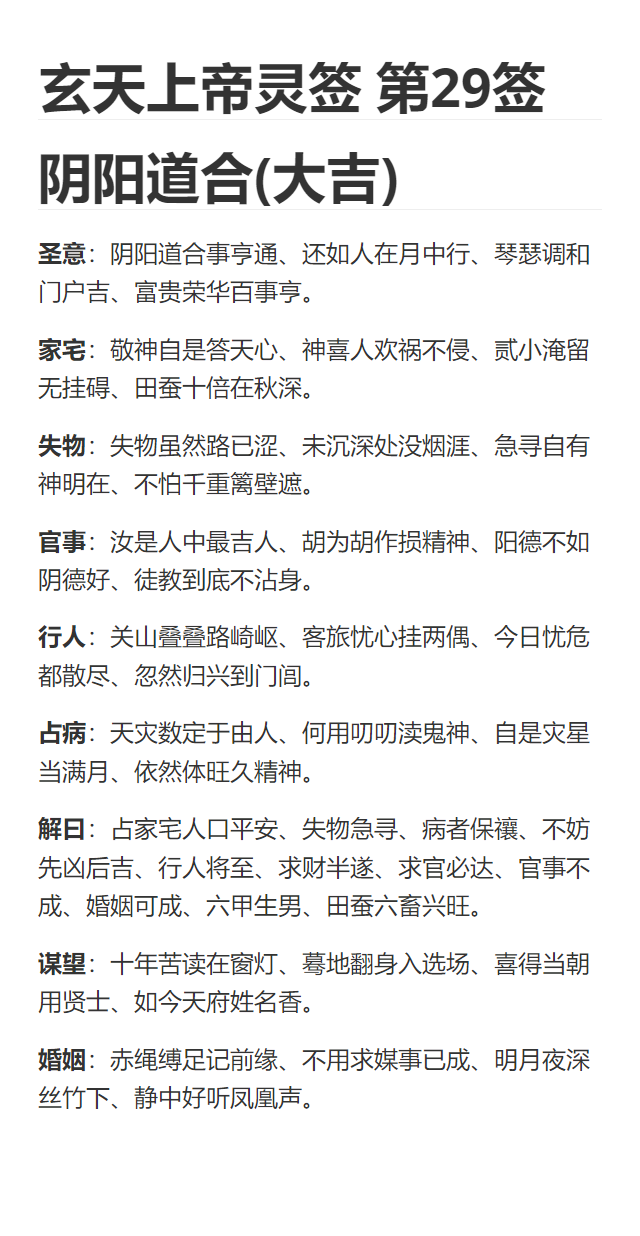 玄天上帝灵签 第29签
阴阳道合(大吉)
圣意：阴阳道合事亨通、还如人在月中行、琴瑟调和
门户吉、富贵荣华百事亨。
家宅：敬神自是答天心、神喜人欢祸不侵、贰小淹留
无挂碍、田蚕十倍在秋深。
失物：失物虽然路已涩、未沉深处没烟涯、急寻自有
神明在、不怕千重篱壁遮。
官事：汝是人中最吉人、胡为胡作损精神、阳德不如
阴德好、徒教到底不沾身。
行人：关山叠叠路崎岖、客旅忧心挂两偶、今日忧危
都散尽、忽然归兴到门闾。
占病：天灾数定于由人、何用叨叨渎鬼神、自是灾星
当满月、依然体旺久精神。
解曰：占家宅人口平安、失物急寻、病者保禳、不妨
先凶后吉、行人将至、求财半遂、求官必达、官事不
成、婚姻可成、六甲生男、田蚕六畜兴旺。
谋望：十年苦读在窗灯、蓦地翻身入选场、喜得当朝
用贤士、如今天府姓名香。
婚姻：赤绳缚足记前缘、不用求媒事已成、明月夜深
丝竹下、静中好听凤凰声。